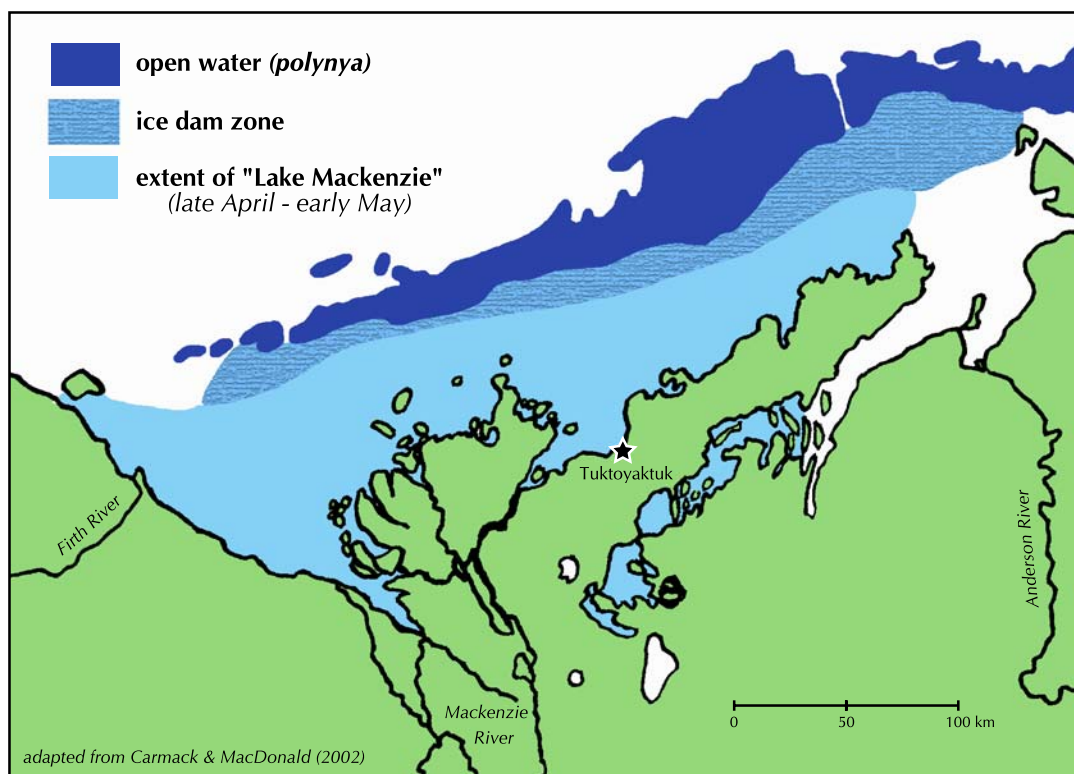 open water (polynya)
ice dam zone
extent of "Lake Mackenzie"
(late April - early May)
Tuktoyaktuk
Firth River
Anderson River
Mackenzie
River
0 50 100 km
adapted from Carmack & MacDonald (2002)